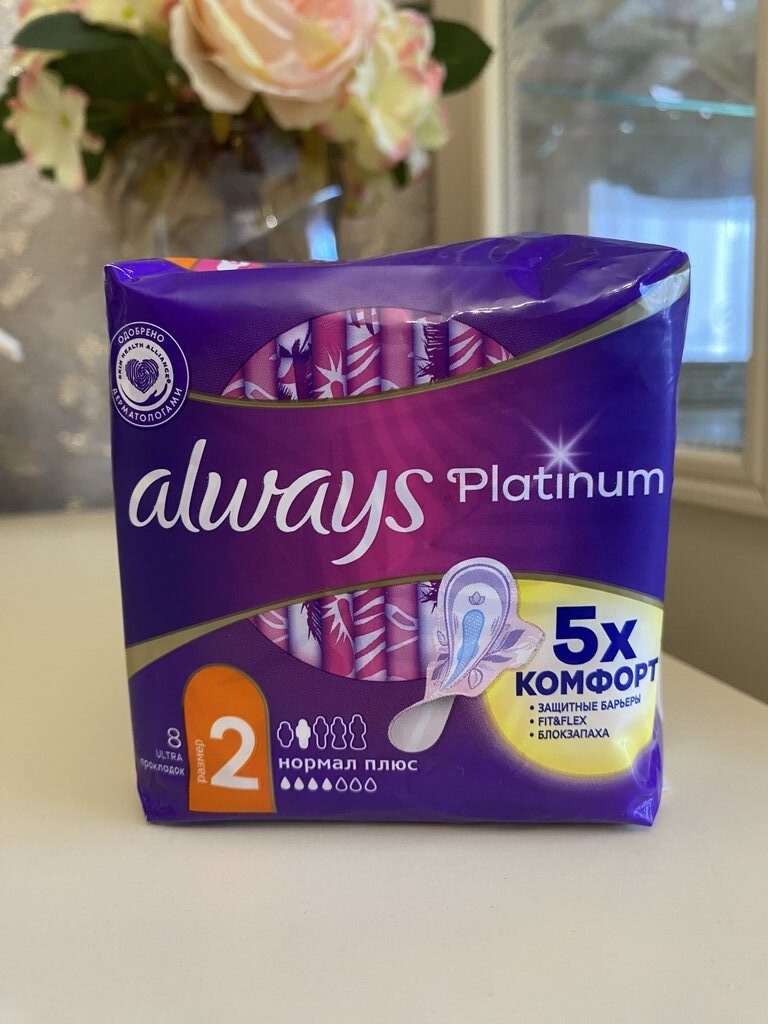 ОДОБРЕНО
SKIN HEALTH ALLIANCE
ДЕРМАТОЛОГАМИ
always Platinum
5x
КОМФОРТ
• ЗАЩИТНЫЕ БАРЬЕРЫ
• FIT&FLEX
• БЛОКЗАПАХА
8
ULTRA
прокладок
размер
2
нормал плюс